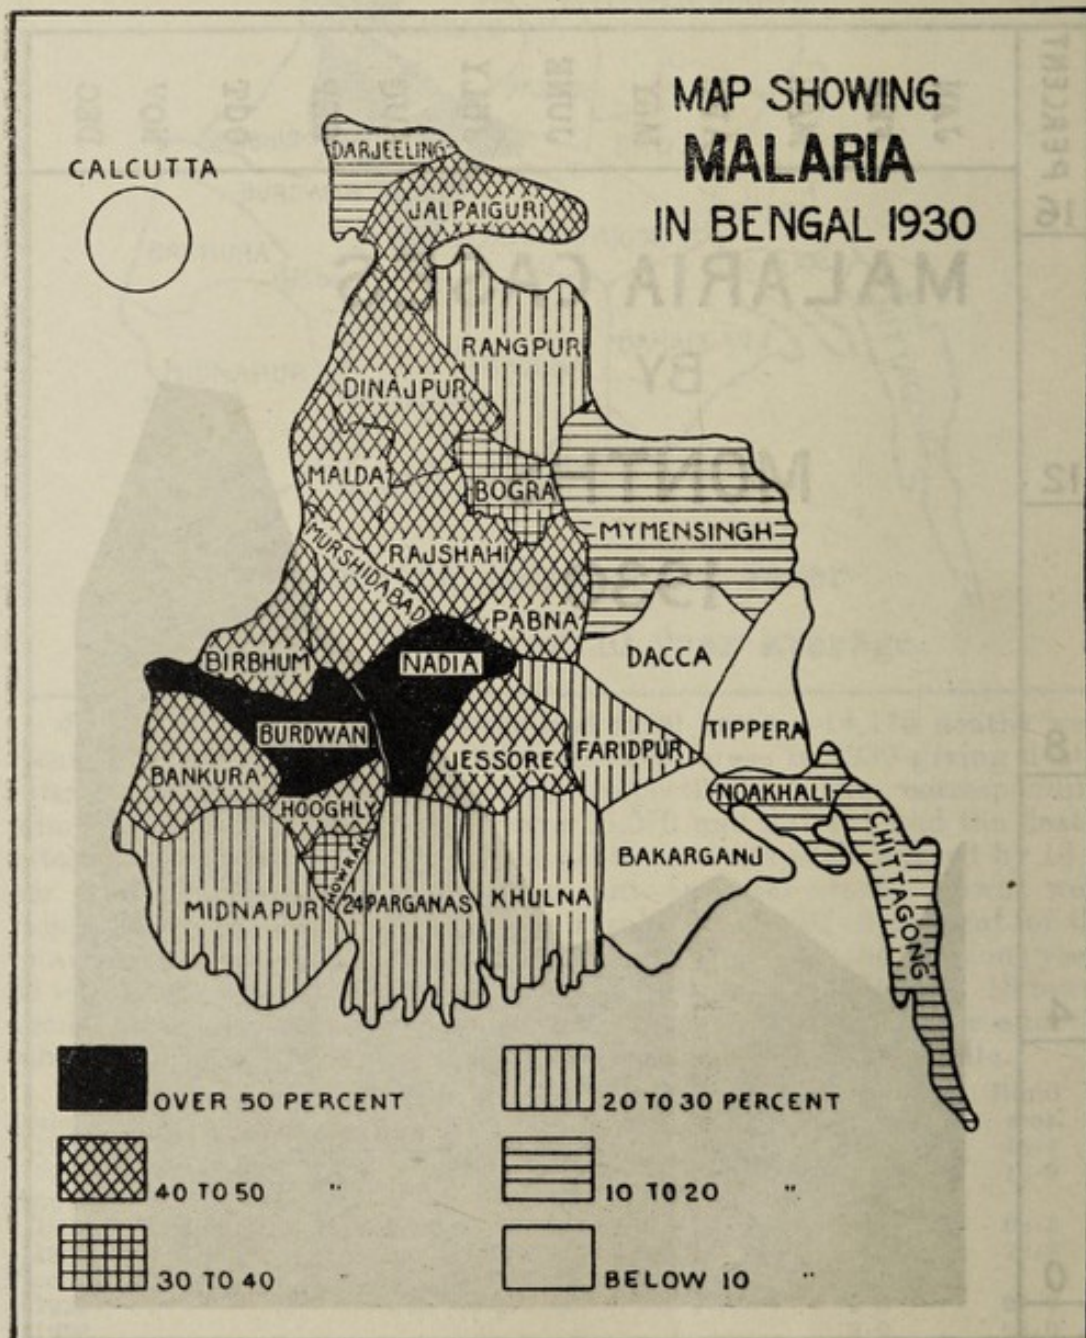 MAP SHOWING
MALARIA
IN BENGAL 1930
CALCUTTA
DARJEELING
JALPAIGURI
RANGPUR
DINAJPUR
MALDA
BOGRA
MYMENSINGH
MURSHIDABAD
RAJSHAHI
PABNA
BIRBHUM
NADIA
DACCA
BURDWAN
TIPPERA
BANKURA
JESSORE
FARIDPUR
HOOGHLY
NOAKHALI
CHITTAGONG
HOWRAH
BAKARGANJ
MIDNAPUR
24 PARGANAS
KHULNA
OVER 50 PERCENT
40 TO 50 "
30 TO 40 "
20 TO 30 PERCENT
10 TO 20 "
BELOW 10 "